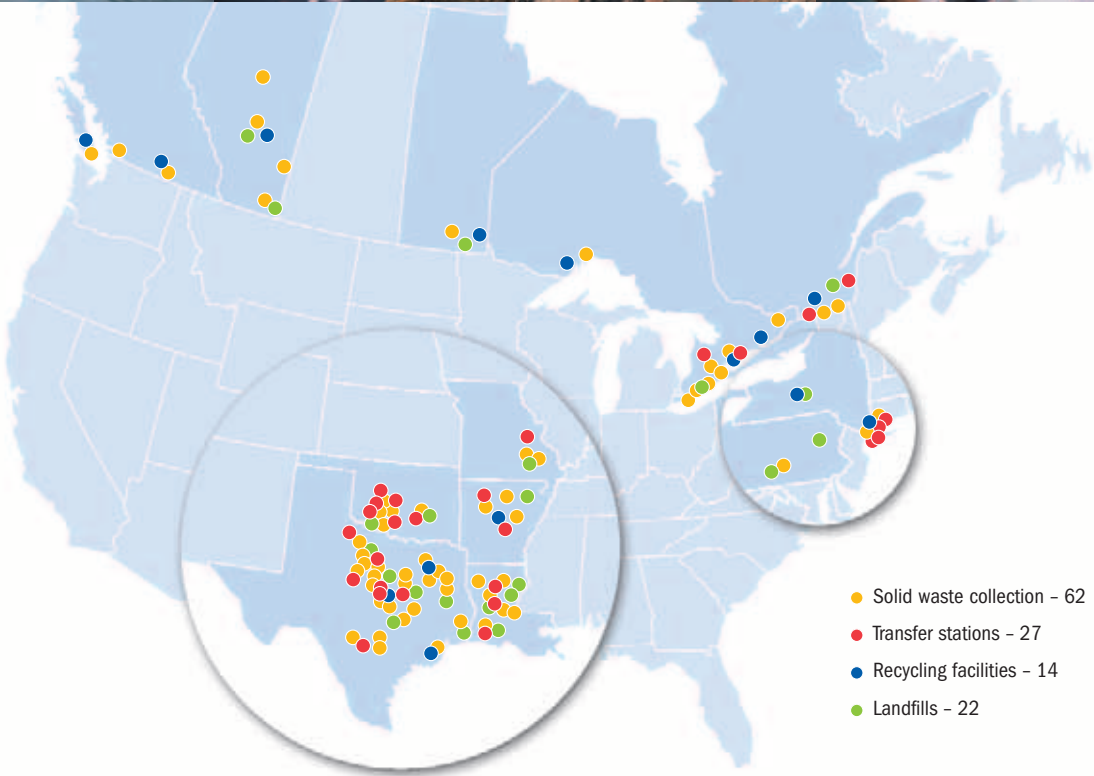 Solid waste collection – 62
Transfer stations – 27
Recycling facilities – 14
Landfills – 22